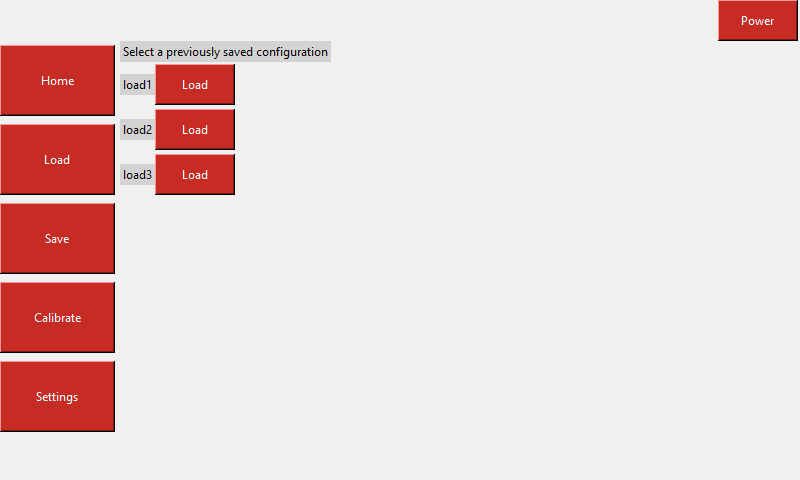 Power
Select a previously saved configuration
Home
load1 Load
load2 Load
Load
load3 Load
Save
Calibrate
Settings